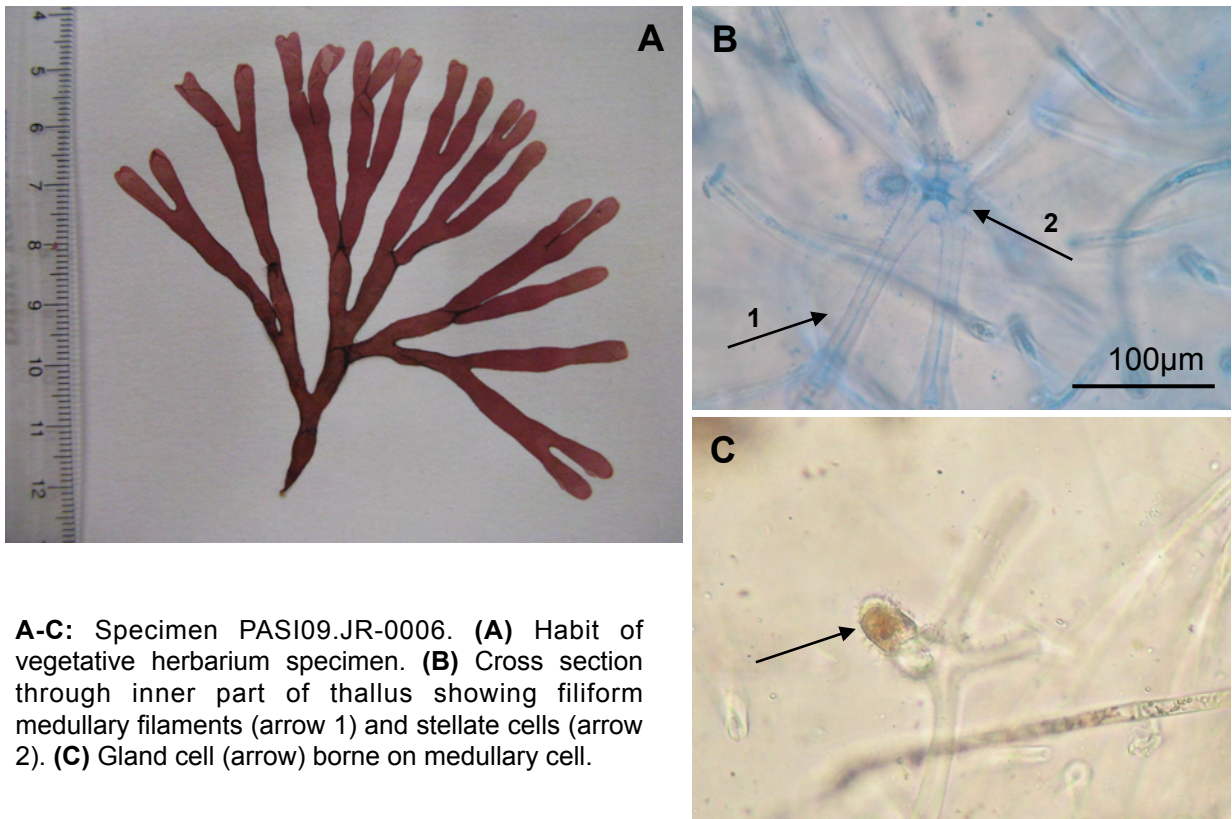 A
4
5
6
7
8
9
10
11
12
B
1
2
100µm
C
A-C: Specimen PASI09.JR-0006. (A) Habit of
vegetative herbarium specimen. (B) Cross section
through inner part of thallus showing filiform
medullary filaments (arrow 1) and stellate cells (arrow
2). (C) Gland cell (arrow) borne on medullary cell.